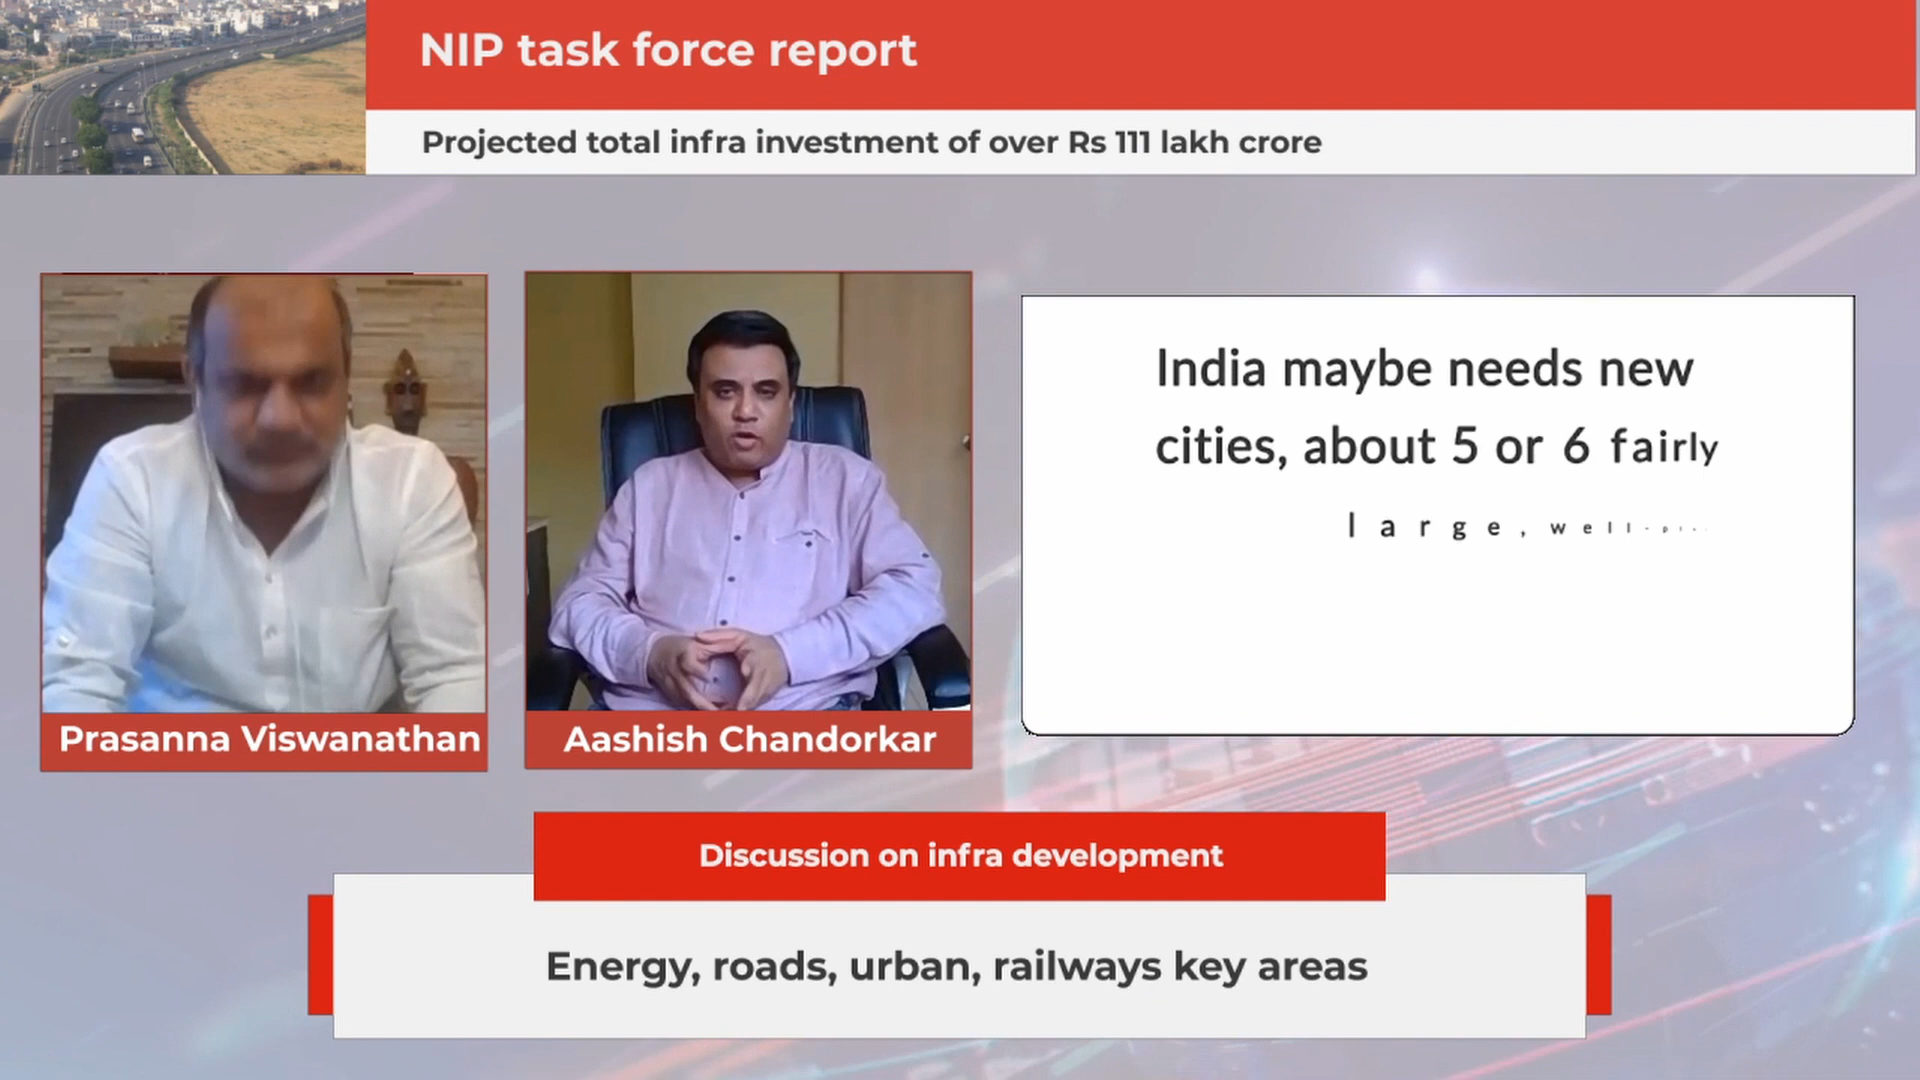 NIP task force report
Projected total infra investment of over Rs 111 lakh crore
India maybe needs new
cities, about 5 or 6 fairly
large, well-
Prasanna Viswanathan
Aashish Chandorkar
Discussion on infra development
Energy, roads, urban, railways key areas